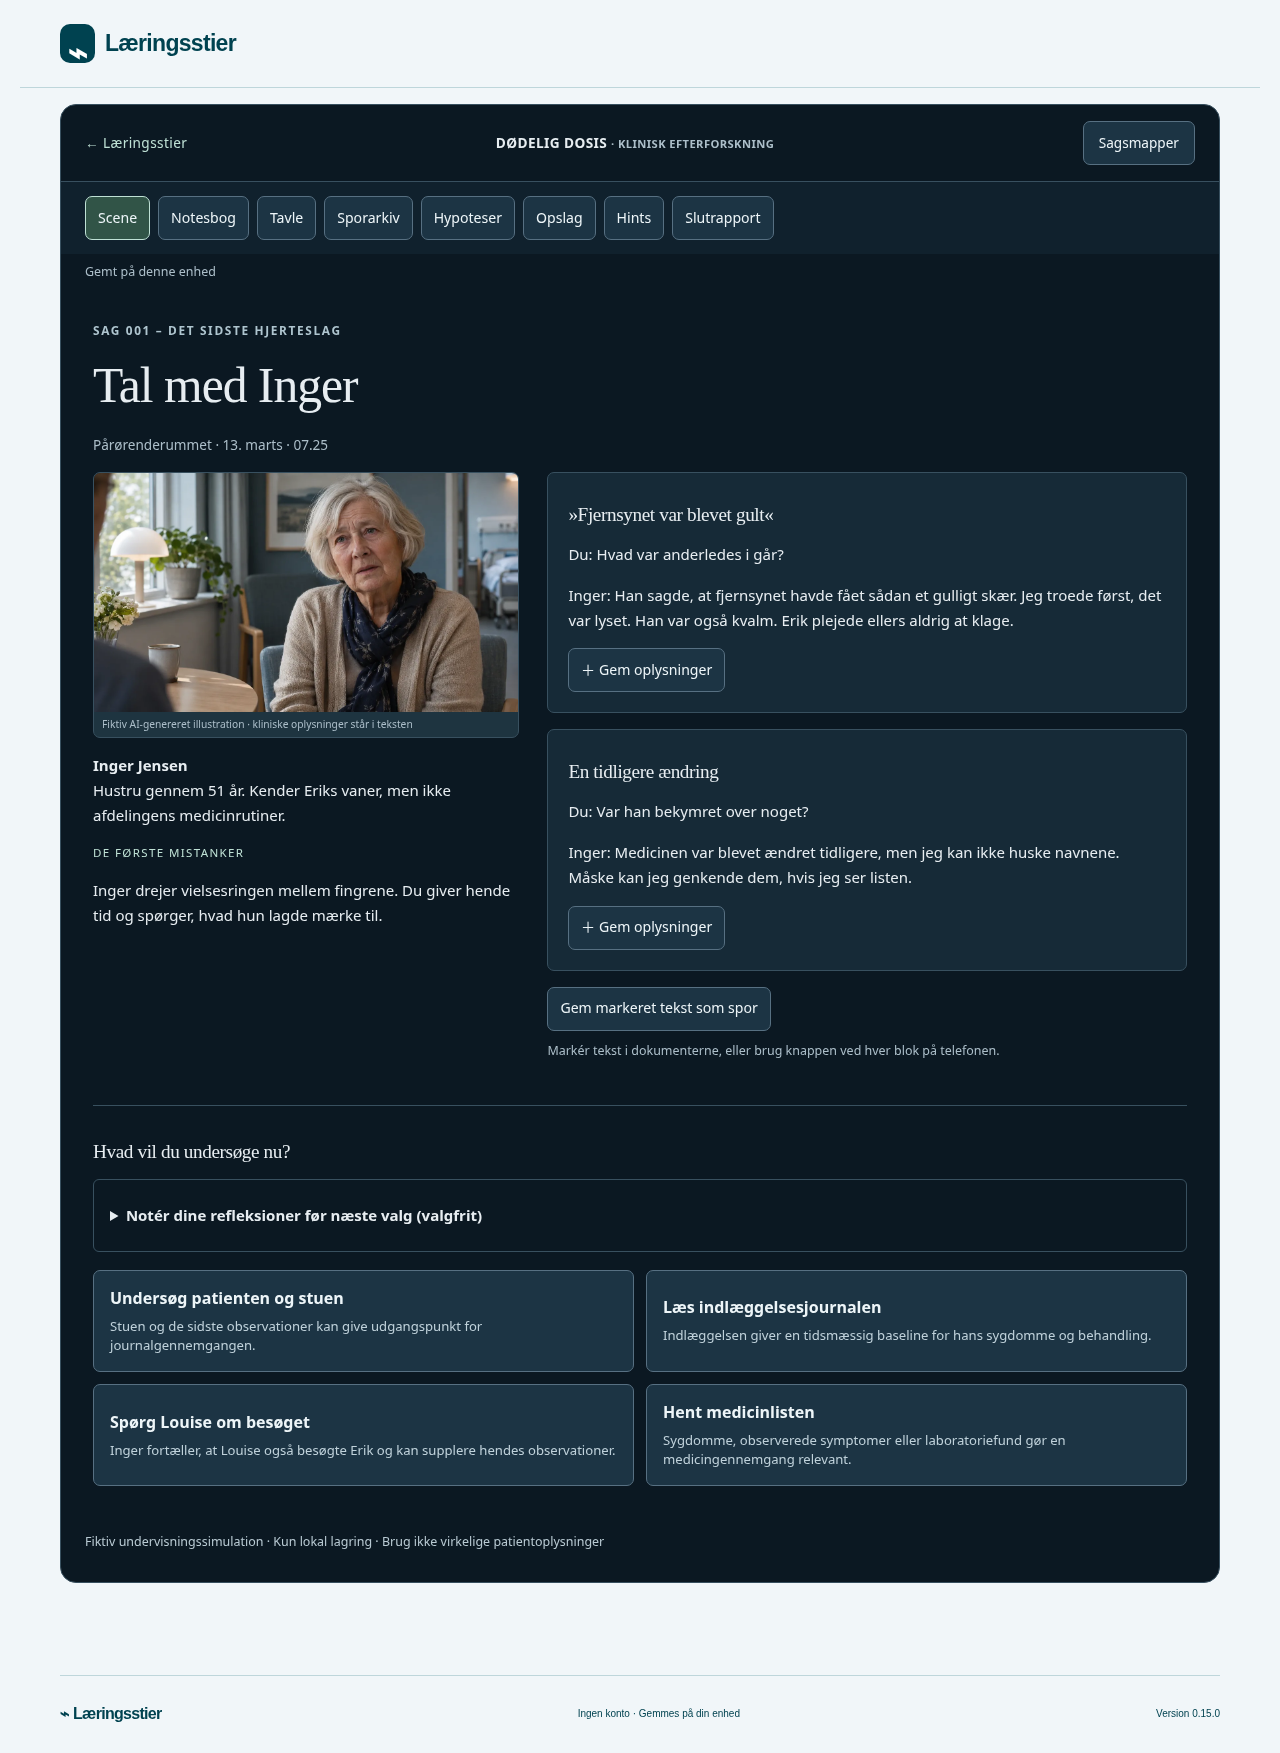 Læringsstier
← Læringsstier
DØDELIG DOSIS · KLINISK EFTERFORSKNING
Sagsmapper
Scene
Notesbog
Tavle
Sporarkiv
Hypoteser
Opslag
Hints
Slutrapport
Gemt på denne enhed
SAG 001 – DET SIDSTE HJERTESLAG
Tal med Inger
Pårørenderummet · 13. marts · 07.25
Fiktiv AI-genereret illustration · kliniske oplysninger står i teksten
Inger Jensen
Hustru gennem 51 år. Kender Eriks vaner, men ikke
afdelingens medicinrutiner.
DE FØRSTE MISTANKER
Inger drejer vielsesringen mellem fingrene. Du giver hende
tid og spørger, hvad hun lagde mærke til.
»Fjernsynet var blevet gult«
Du: Hvad var anderledes i går?
Inger: Han sagde, at fjernsynet havde fået sådan et gulligt skær. Jeg troede først, det
var lyset. Han var også kvalm. Erik plejede ellers aldrig at klage.
+ Gem oplysninger
En tidligere ændring
Du: Var han bekymret over noget?
Inger: Medicinen var blevet ændret tidligere, men jeg kan ikke huske navnene.
Måske kan jeg genkende dem, hvis jeg ser listen.
+ Gem oplysninger
Gem markeret tekst som spor
Markér tekst i dokumenterne, eller brug knappen ved hver blok på telefonen.
Hvad vil du undersøge nu?
▶ Notér dine refleksioner før næste valg (valgfrit)
Undersøg patienten og stuen
Stuen og de sidste observationer kan give udgangspunkt for
journalgennemgangen.
Læs indlæggelsesjournalen
Indlæggelsen giver en tidsmæssig baseline for hans sygdomme og behandling.
Spørg Louise om besøget
Inger fortæller, at Louise også besøgte Erik og kan supplere hendes observationer.
Hent medicinlisten
Sygdomme, observerede symptomer eller laboratoriefund gør en
medicingennemgang relevant.
Fiktiv undervisningssimulation · Kun lokal lagring · Brug ikke virkelige patientoplysninger
⌁ Læringsstier
Ingen konto · Gemmes på din enhed
Version 0.15.0